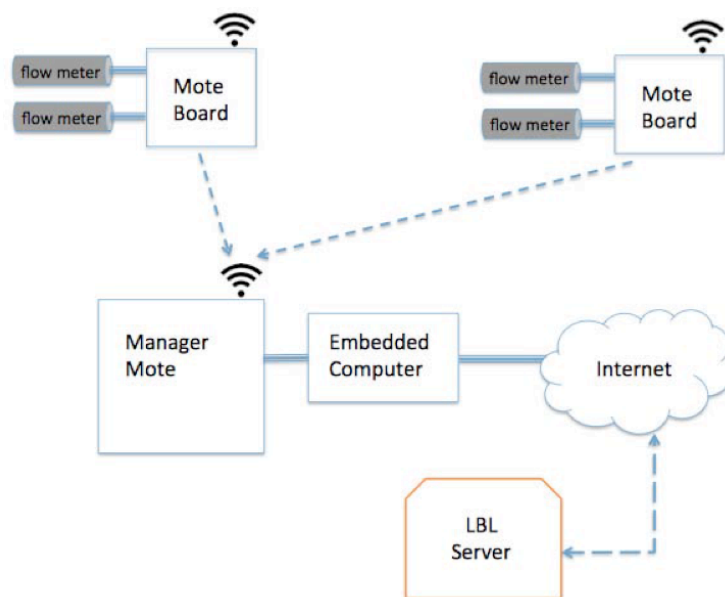 flow meter
flow meter
Mote
Board
flow meter
flow meter
Mote
Board
Manager
Mote
Embedded
Computer
Internet
LBL
Server